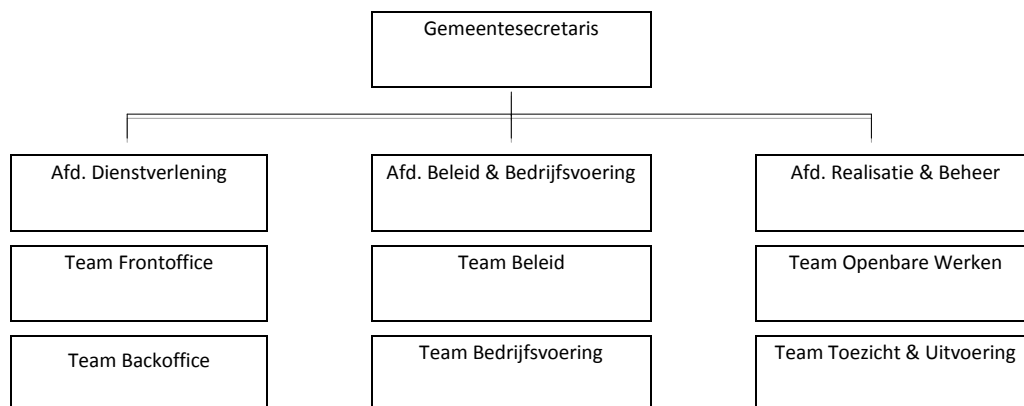 Gemeentesecretaris
Afd. Dienstverlening
Afd. Beleid & Bedrijfsvoering
Afd. Realisatie & Beheer
Team Frontoffice
Team Beleid
Team Openbare Werken
Team Backoffice
Team Bedrijfsvoering
Team Toezicht & Uitvoering